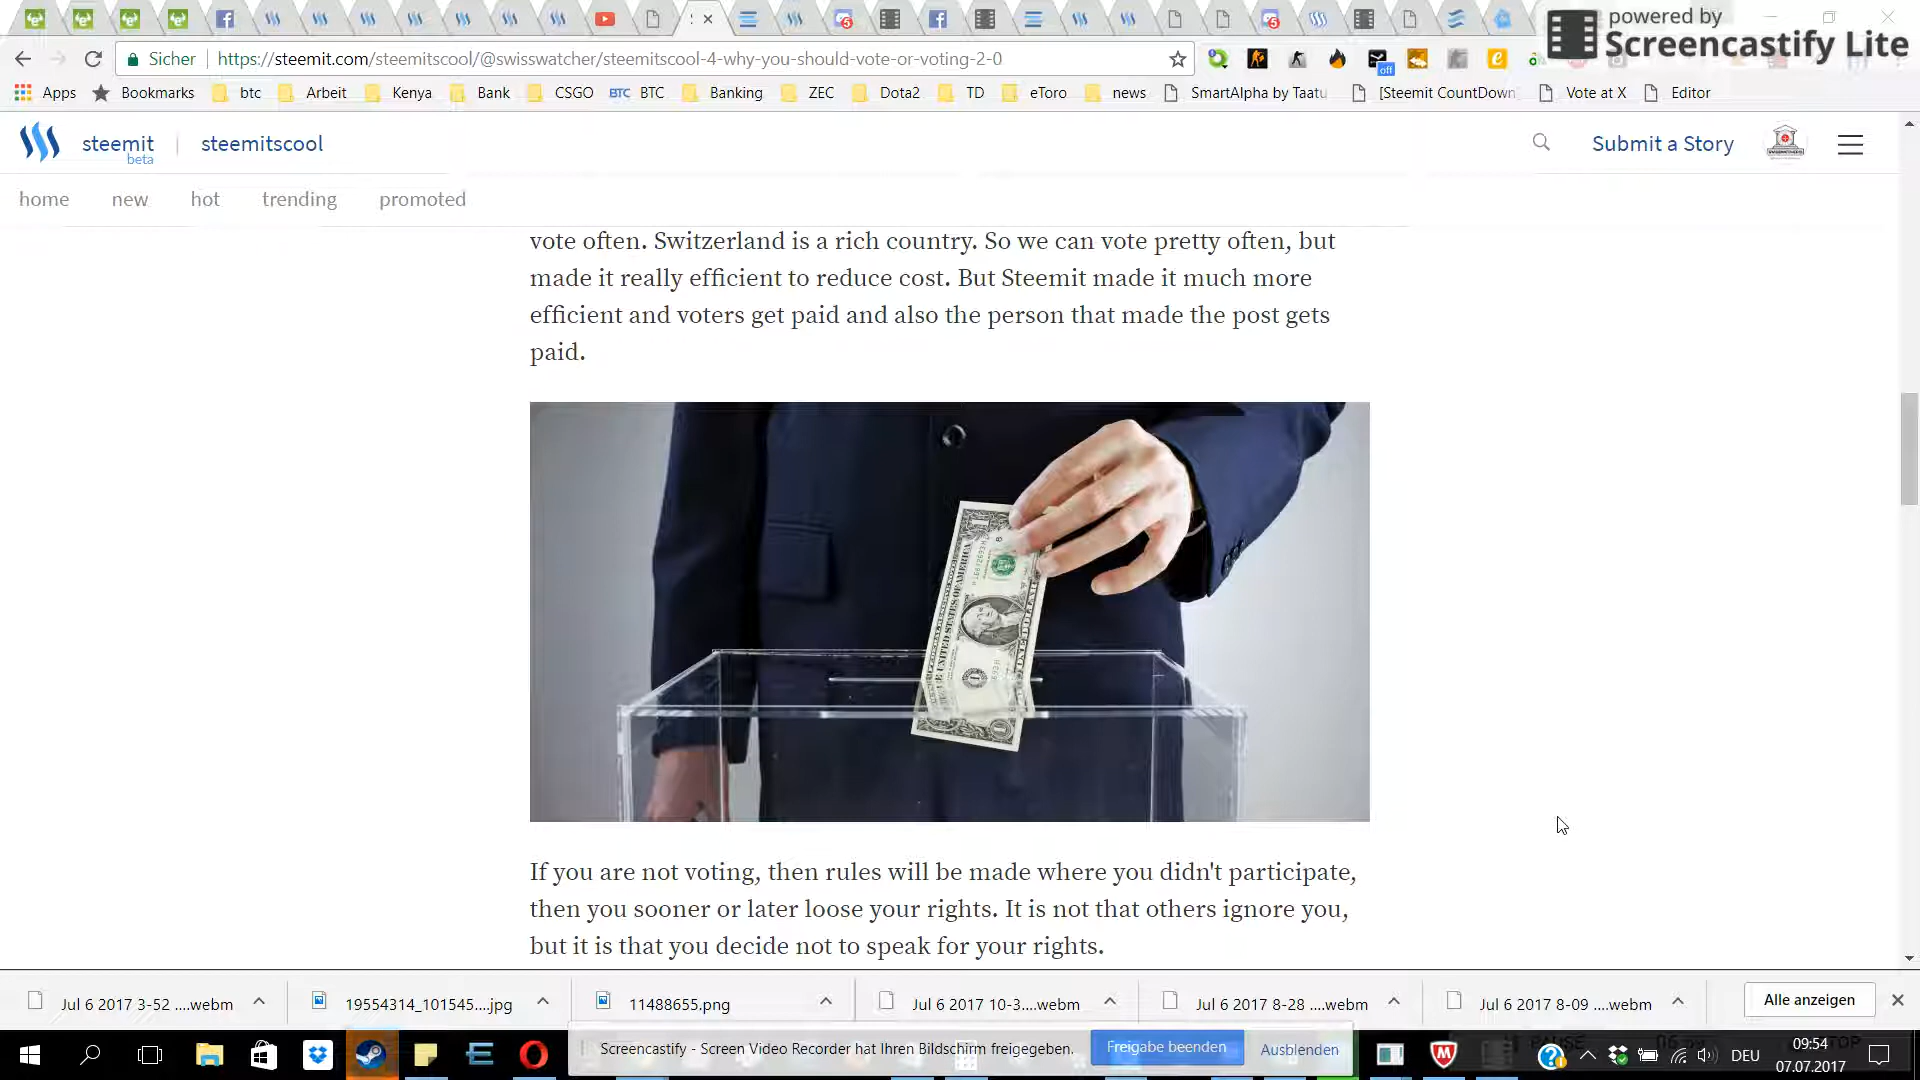 powered by
Screencastify Lite
Sicher
https://steemit.com/steemitscool/@swisswatcher/steemitscool-4-why-you-should-vote-or-voting-2-0
off
Apps
Bookmarks
btc
Arbeit
Kenya
Bank
CSGO
BTC
BTC
Banking
ZEC
Dota2
TD
eToro
news
SmartAlpha by Taatu
[Steemit CountDown
Vote at X
Editor
steemit
beta
steemitscool
Submit a Story
home
new
hot
trending
promoted
vote often. Switzerland is a rich country. So we can vote pretty often, but
made it really efficient to reduce cost. But Steemit made it much more
efficient and voters get paid and also the person that made the post gets
paid.
If you are not voting, then rules will be made where you didn't participate,
then you sooner or later loose your rights. It is not that others ignore you,
but it is that you decide not to speak for your rights.
Jul 6 2017 3-52 ....webm
19554314_101545....jpg
11488655.png
Jul 6 2017 10-3....webm
Jul 6 2017 8-28 ....webm
Jul 6 2017 8-09 ....webm
Alle anzeigen
Screencastify - Screen Video Recorder hat Ihren Bildschirm freigegeben.
Freigabe beenden
Ausblenden
DEU
09:54
07.07.2017